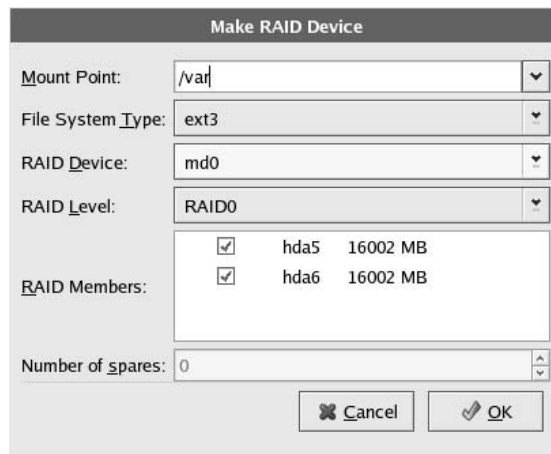 Make RAID Device
Mount Point: /var
File System Type: ext3
RAID Device: md0
RAID Level: RAID0
hda5 16002 MB
hda6 16002 MB
RAID Members:
Number of spares: 0
Cancel OK